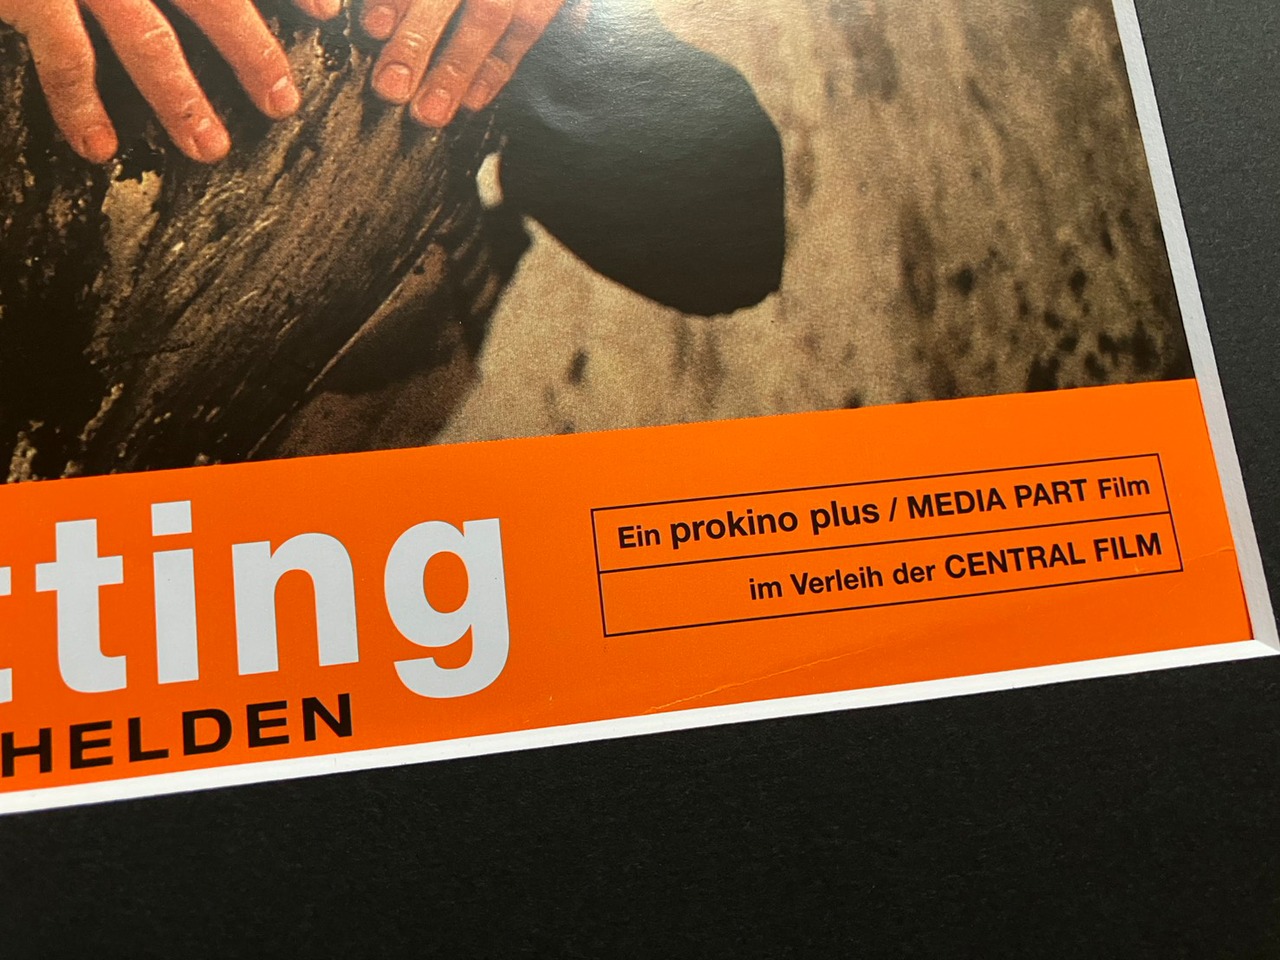 tting
HELDEN
Ein prokino plus / MEDIA PART Film
im Verleih der CENTRAL FILM